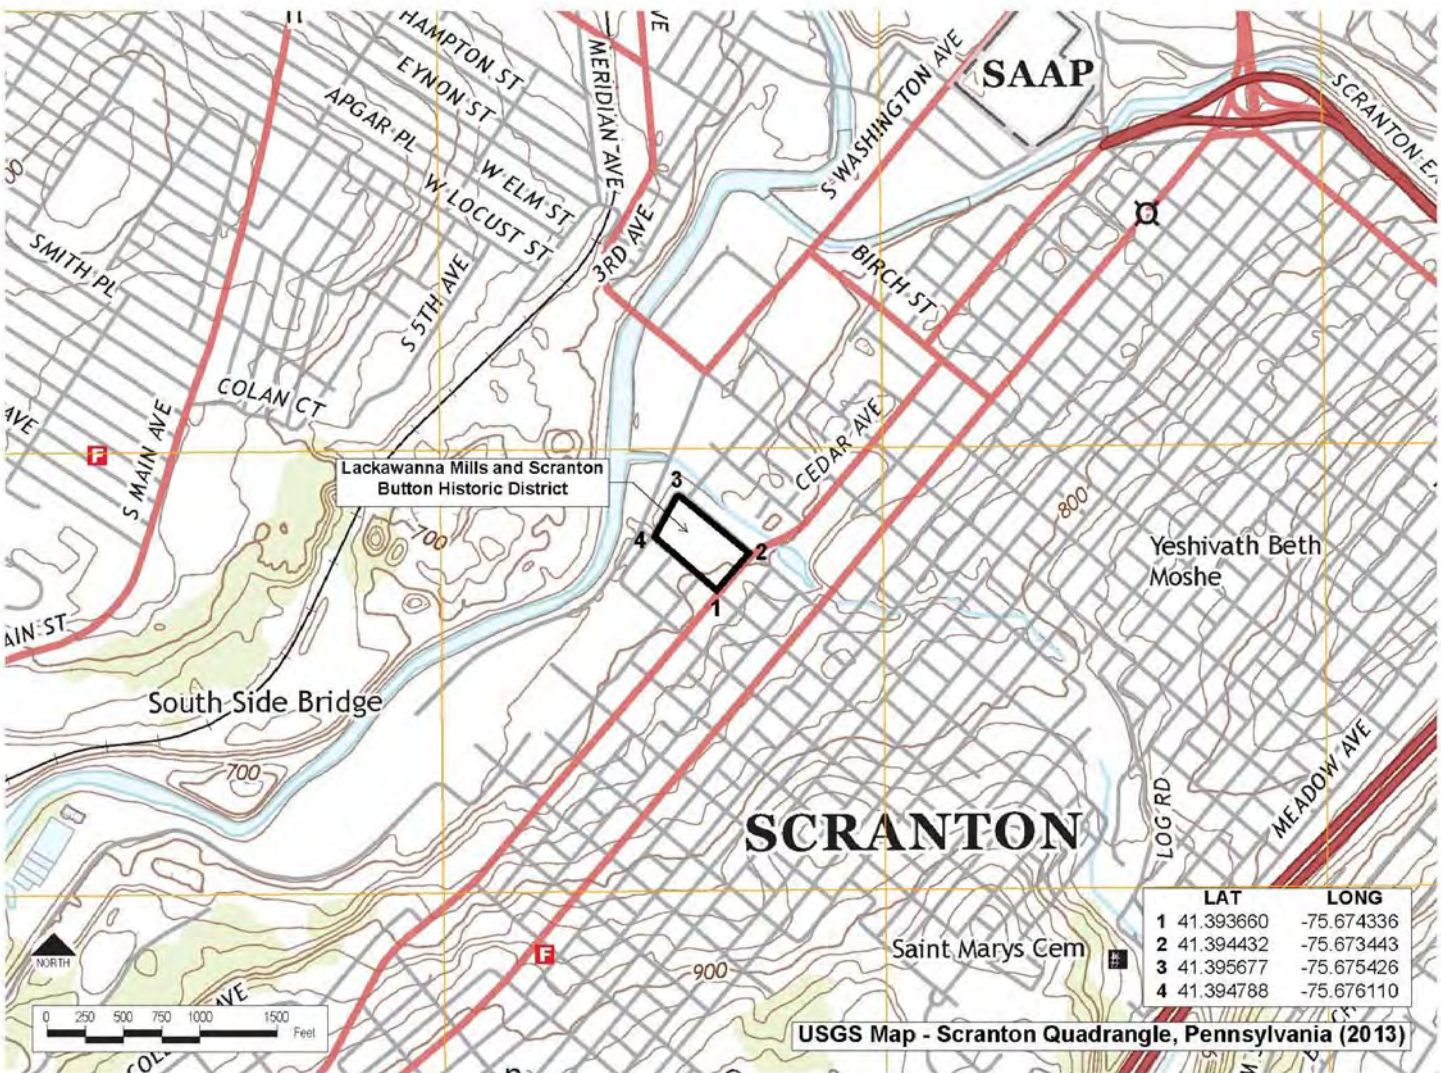 HAMPTON ST
EYNON ST
APGAR PL
W ELM ST
W LOCUST ST
MERIDIAN AVE
VE
S WASHINGTON AVE
SAAP
SCRANTON E
00
SMITH PL
S 5TH AVE
3RD AVE
BIRCH ST
COLAN CT
AVE
S MAIN AVE
F
CEDAR AVE
Lackawanna Mills and Scranton
Button Historic District
3
4
2
1
700
800
Yeshivath Beth
Moshe
AIN ST
South Side Bridge
700
SCRANTON
LOG RD
MEADOW AVE
NORTH
F
900
Saint Marys Cem
AVE
LAT LONG
1 41.393660 -75.674336
2 41.394432 -75.673443
3 41.395677 -75.675426
4 41.394788 -75.676110
0 250 500 750 1000 1500
Feet
USGS Map - Scranton Quadrangle, Pennsylvania (2013)